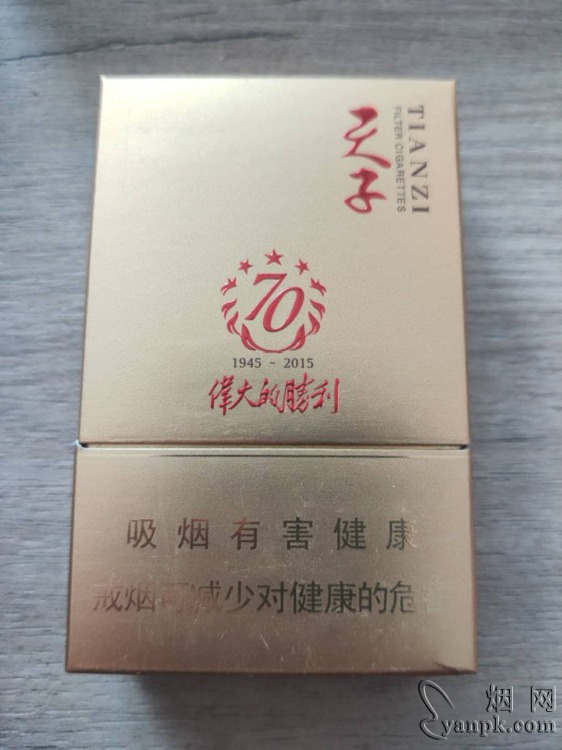 天子
TIANZI
FILTER CIGARETTES
70
1945 - 2015
偉大的勝利
吸烟有害健康
戒烟可减少对健康的危害
烟网
yanpk.com